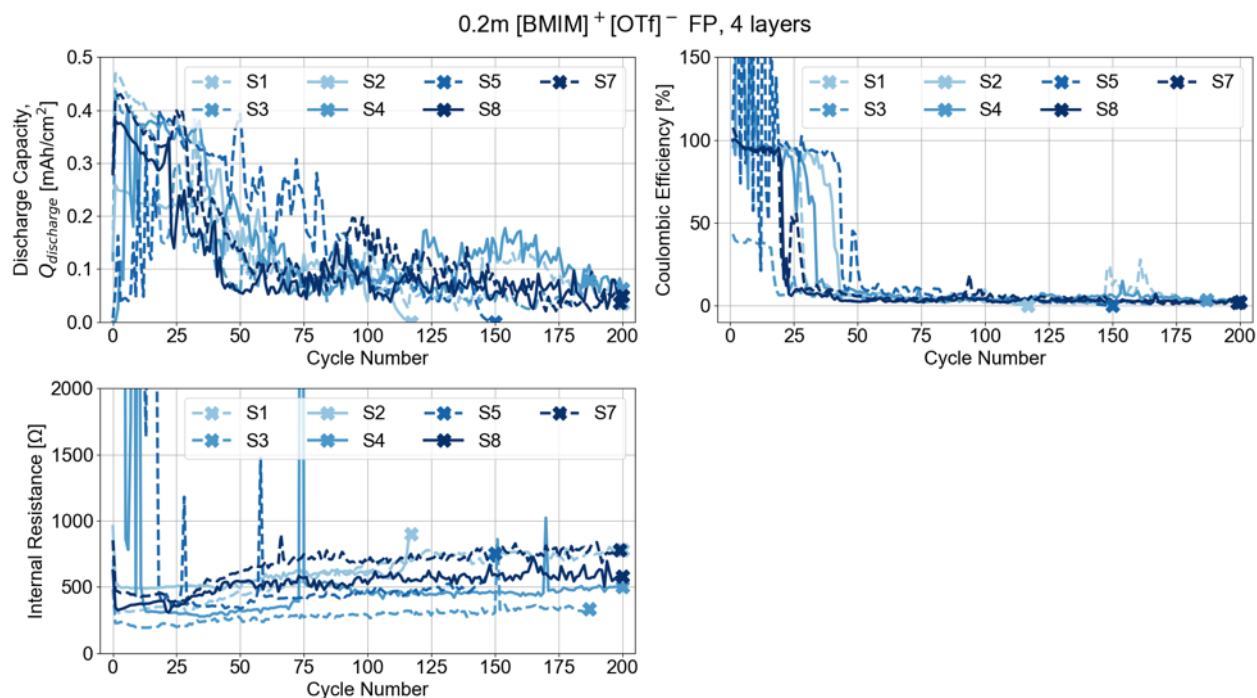 0.2m [BMIM]⁺[OTf]⁻ FP, 4 layers
Discharge Capacity,
Q_discharge [mAh/cm²]
0.5
0.4
0.3
0.2
0.1
0.0
S1 S2 S5 S7
S3 S4 S8
0 25 50 75 100 125 150 175 200
Cycle Number
Coulombic Efficiency [%]
150
100
50
0
S1 S2 S5 S7
S3 S4 S8
0 25 50 75 100 125 150 175 200
Cycle Number
Internal Resistance [Ω]
2000
1500
1000
500
0
S1 S2 S5 S7
S3 S4 S8
0 25 50 75 100 125 150 175 200
Cycle Number